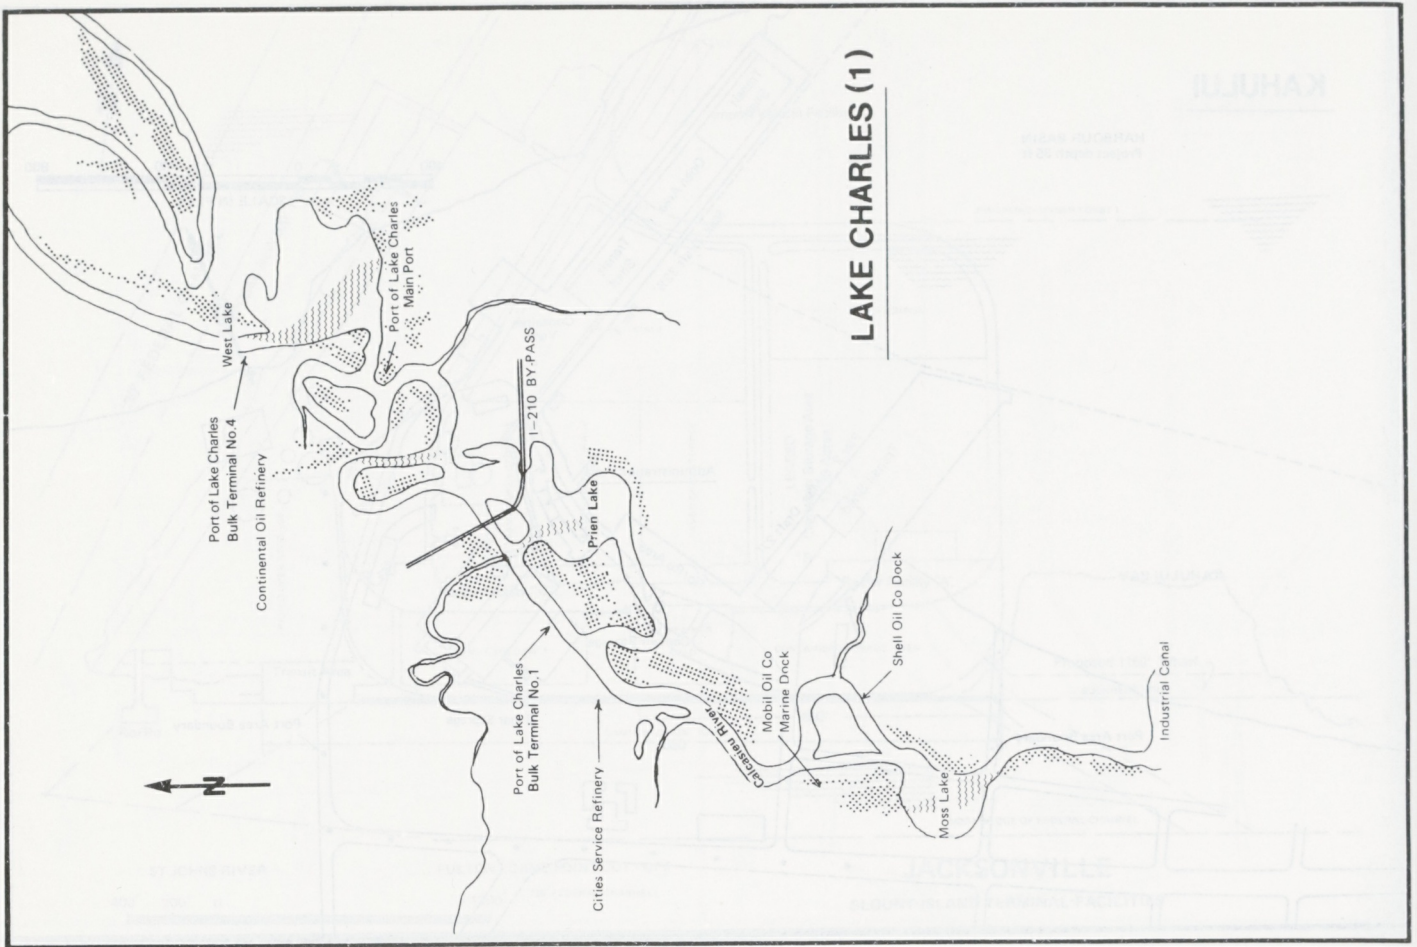 LAKE CHARLES (1)
N
West Lake
Port of Lake Charles
Main Port
Port of Lake Charles
Bulk Terminal No.4
Continental Oil Refinery
I-210 BY-PASS
Prien Lake
Port of Lake Charles
Bulk Terminal No.1
Cities Service Refinery
Calcasieu River
Mobil Oil Co
Marine Dock
Shell Oil Co Dock
Moss Lake
Industrial Canal
KAHULUI
JACKSONVILLE